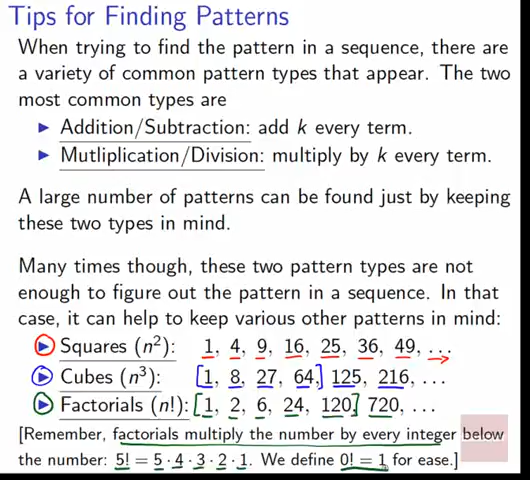 Tips for Finding Patterns
When trying to find the pattern in a sequence, there are
a variety of common pattern types that appear. The two
most common types are
▶ Addition/Subtraction: add k every term.
▶ Mutliplication/Division: multiply by k every term.
A large number of patterns can be found just by keeping
these two types in mind.
Many times though, these two pattern types are not
enough to figure out the pattern in a sequence. In that
case, it can help to keep various other patterns in mind:
▶ Squares (n²): 1, 4, 9, 16, 25, 36, 49, ...
▶ Cubes (n³): [1, 8, 27, 64,] 125, 216, ...
▶ Factorials (n!): [1, 2, 6, 24, 120,] 720, ...
[Remember, factorials multiply the number by every integer below
the number: 5! = 5 · 4 · 3 · 2 · 1. We define 0! = 1 for ease.]